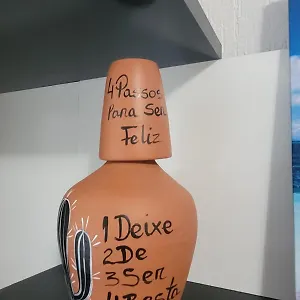 4 Passos
Para Ser
Feliz
1 Deixe
2 De
3 Ser
4 Besta